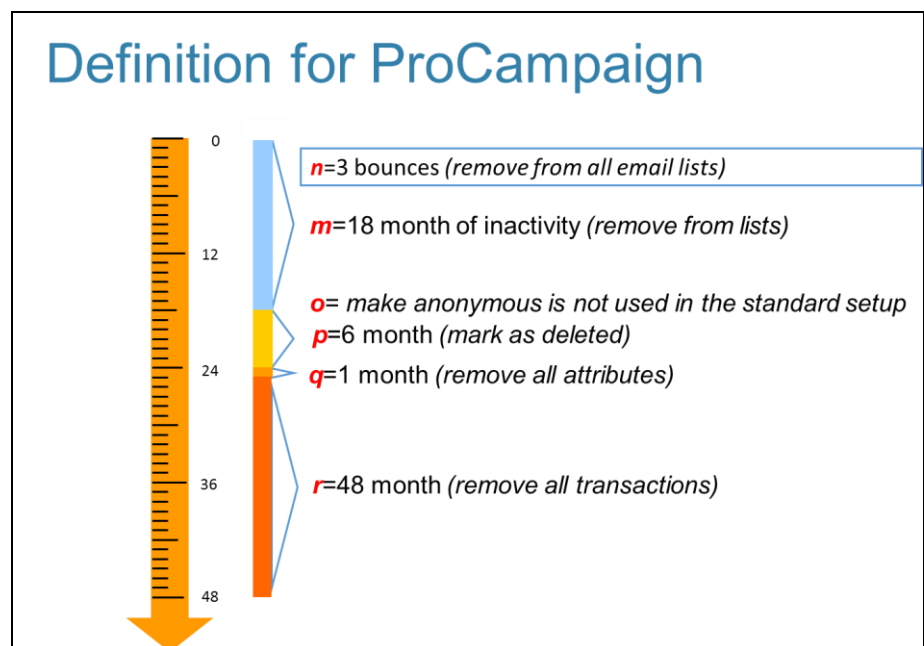 Definition for ProCampaign
0
n=3 bounces (remove from all email lists)
m=18 month of inactivity (remove from lists)
12
o= make anonymous is not used in the standard setup
p=6 month (mark as deleted)
24
q=1 month (remove all attributes)
36
r=48 month (remove all transactions)
48